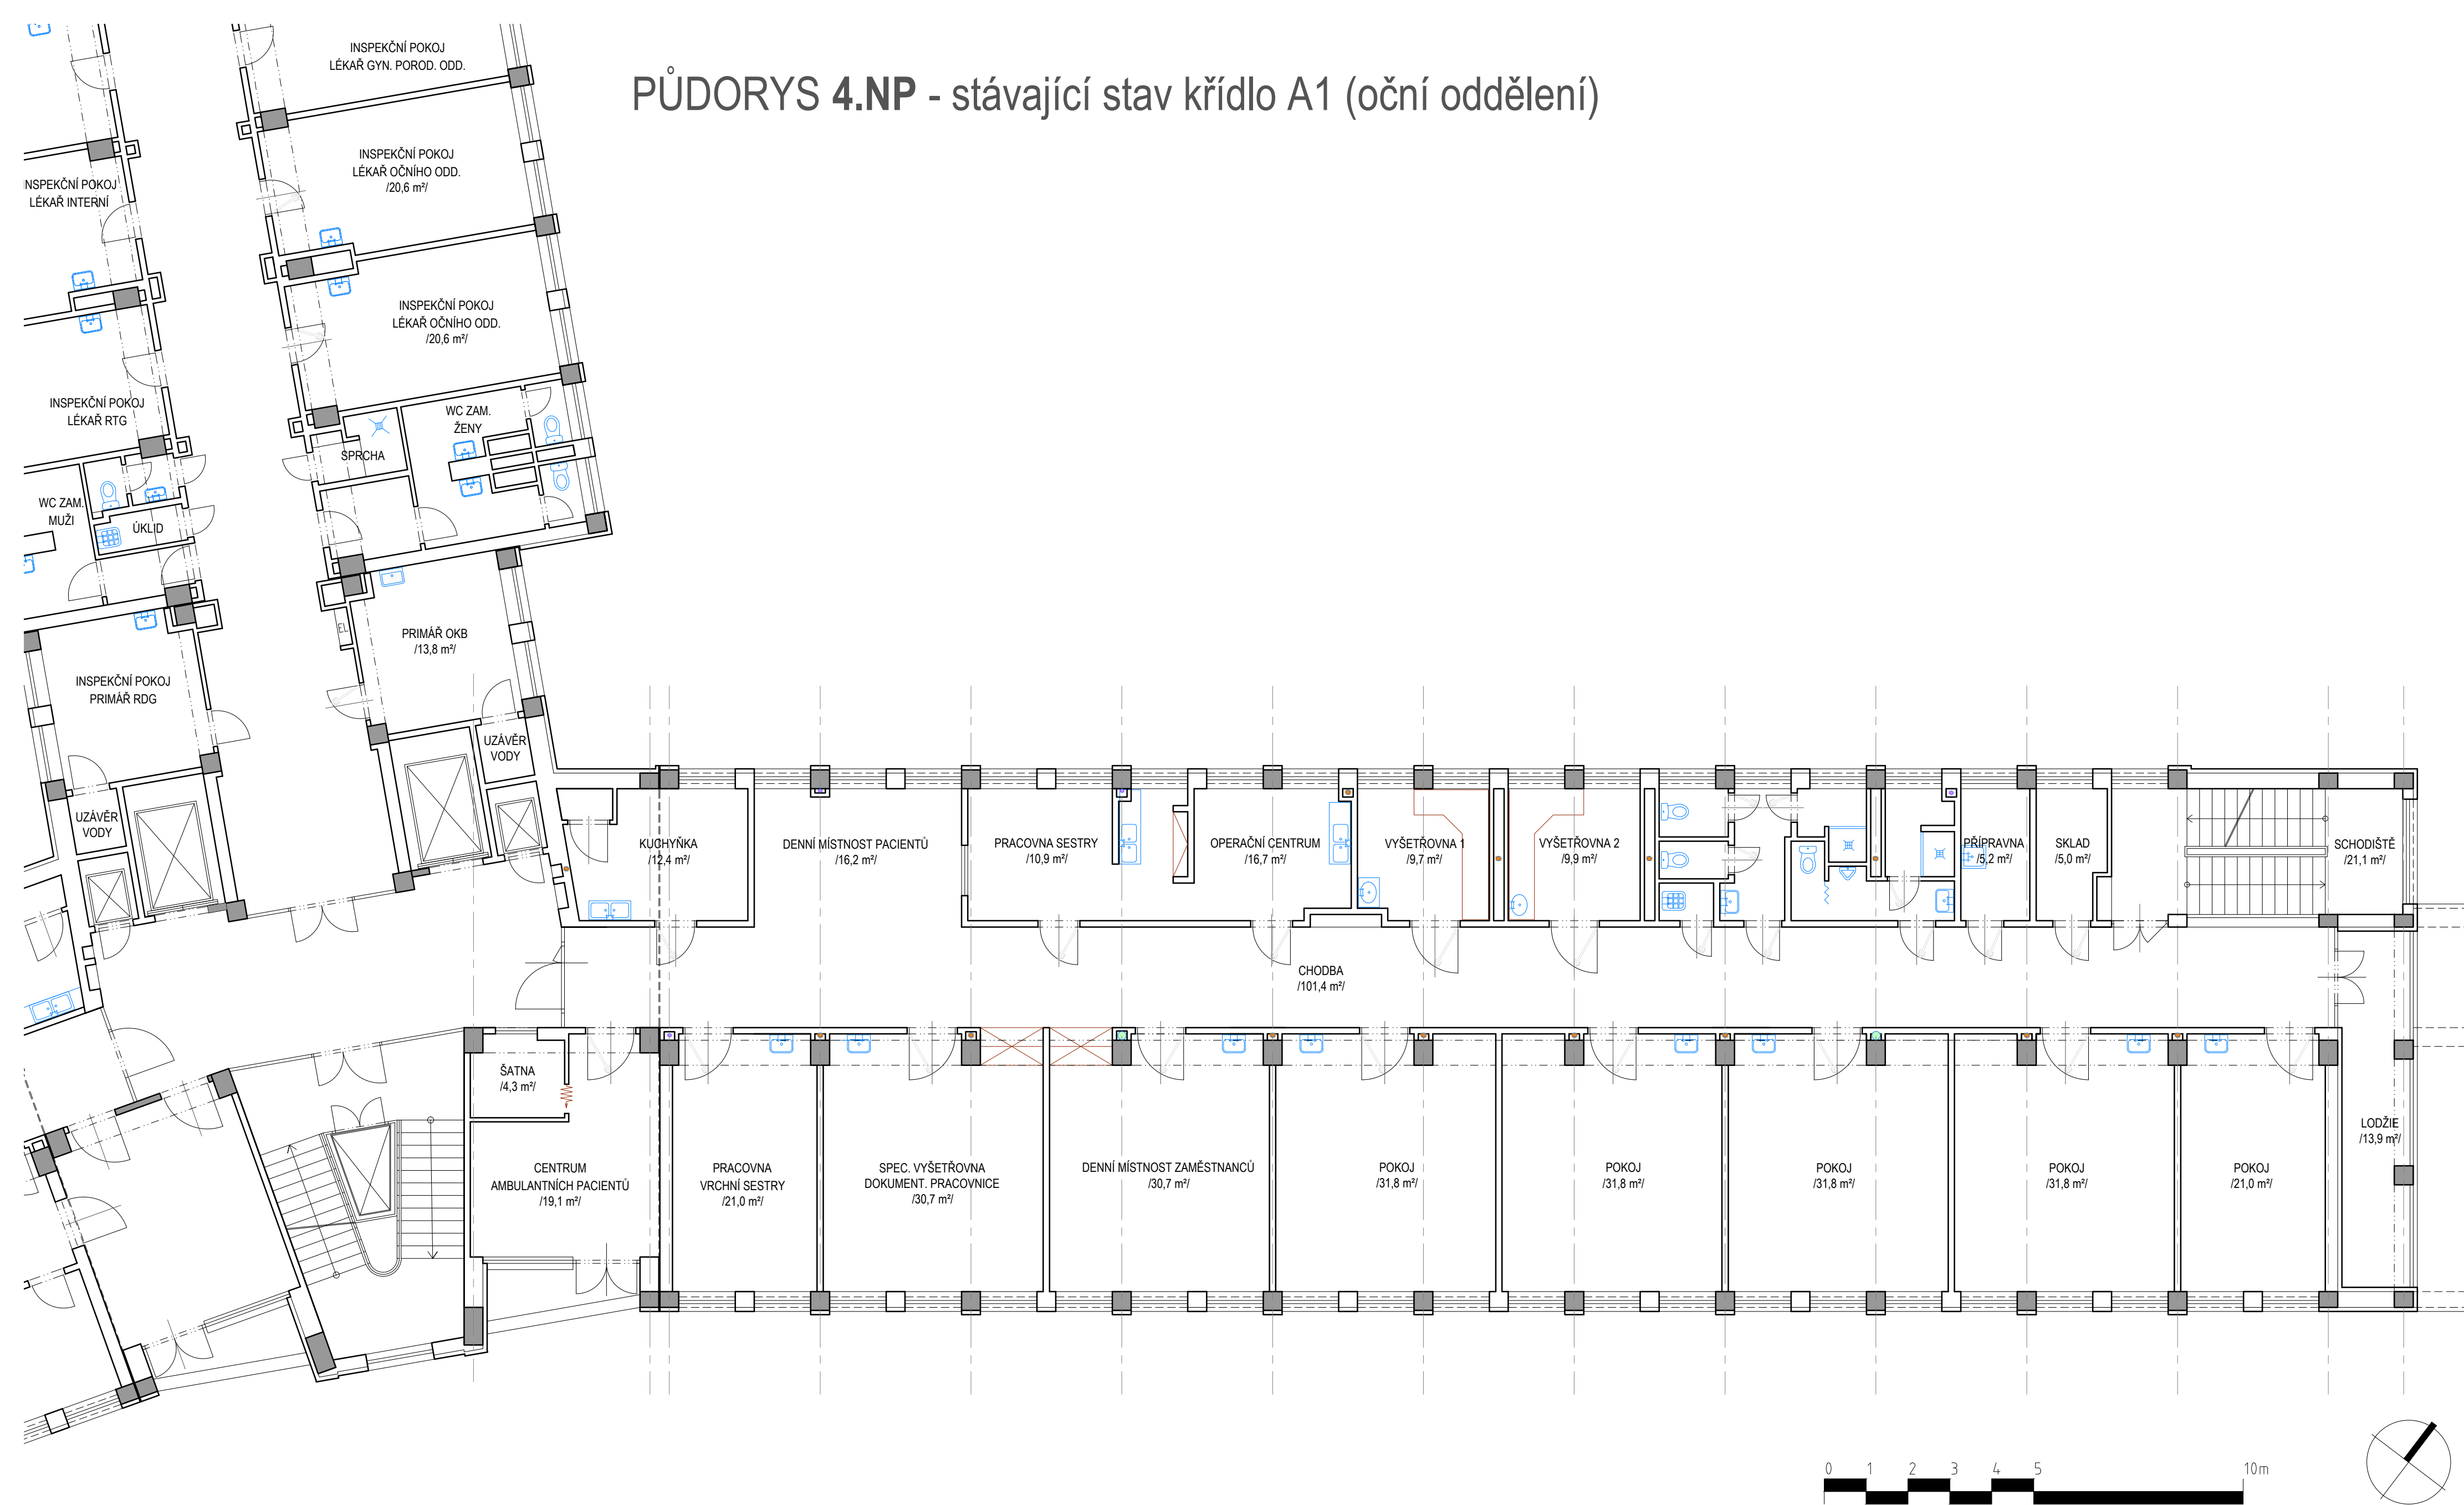 PŮDORYS 4.NP - stávající stav křídlo A1 (oční oddělení)
INSPEKČNÍ POKOJ
LÉKAŘ GYN. POROD. ODD.
INSPEKČNÍ POKOJ
LÉKAŘ OČNÍHO ODD.
/20,6 m²/
NSPEKČNÍ POKOJ
LÉKAŘ INTERNÍ
INSPEKČNÍ POKOJ
LÉKAŘ OČNÍHO ODD.
/20,6 m²/
INSPEKČNÍ POKOJ
LÉKAŘ RTG
WC ZAM.
ŽENY
SPRCHA
WC ZAM.
MUŽI
ÚKLID
EL
PRIMÁŘ OKB
/13,8 m²/
INSPEKČNÍ POKOJ
PRIMÁŘ RDG
UZÁVĚR
VODY
UZÁVĚR
VODY
KUCHYŇKA
/12,4 m²/
DENNÍ MÍSTNOST PACIENTŮ
/16,2 m²/
PRACOVNA SESTRY
/10,9 m²/
OPERAČNÍ CENTRUM
/16,7 m²/
VYŠETŘOVNA 1
/9,7 m²/
VYŠETŘOVNA 2
/9,9 m²/
PŘÍPRAVNA
/5,2 m²/
SKLAD
/5,0 m²/
SCHODIŠTĚ
/21,1 m²/
CHODBA
/101,4 m²/
ŠATNA
/4,3 m²/
CENTRUM
AMBULANTNÍCH PACIENTŮ
/19,1 m²/
PRACOVNA
VRCHNÍ SESTRY
/21,0 m²/
SPEC. VYŠETŘOVNA
DOKUMENT. PRACOVNICE
/30,7 m²/
DENNÍ MÍSTNOST ZAMĚSTNANCŮ
/30,7 m²/
POKOJ
/31,8 m²/
POKOJ
/31,8 m²/
POKOJ
/31,8 m²/
POKOJ
/31,8 m²/
POKOJ
/21,0 m²/
LODŽIE
/13,9 m²/
0 1 2 3 4 5 10m